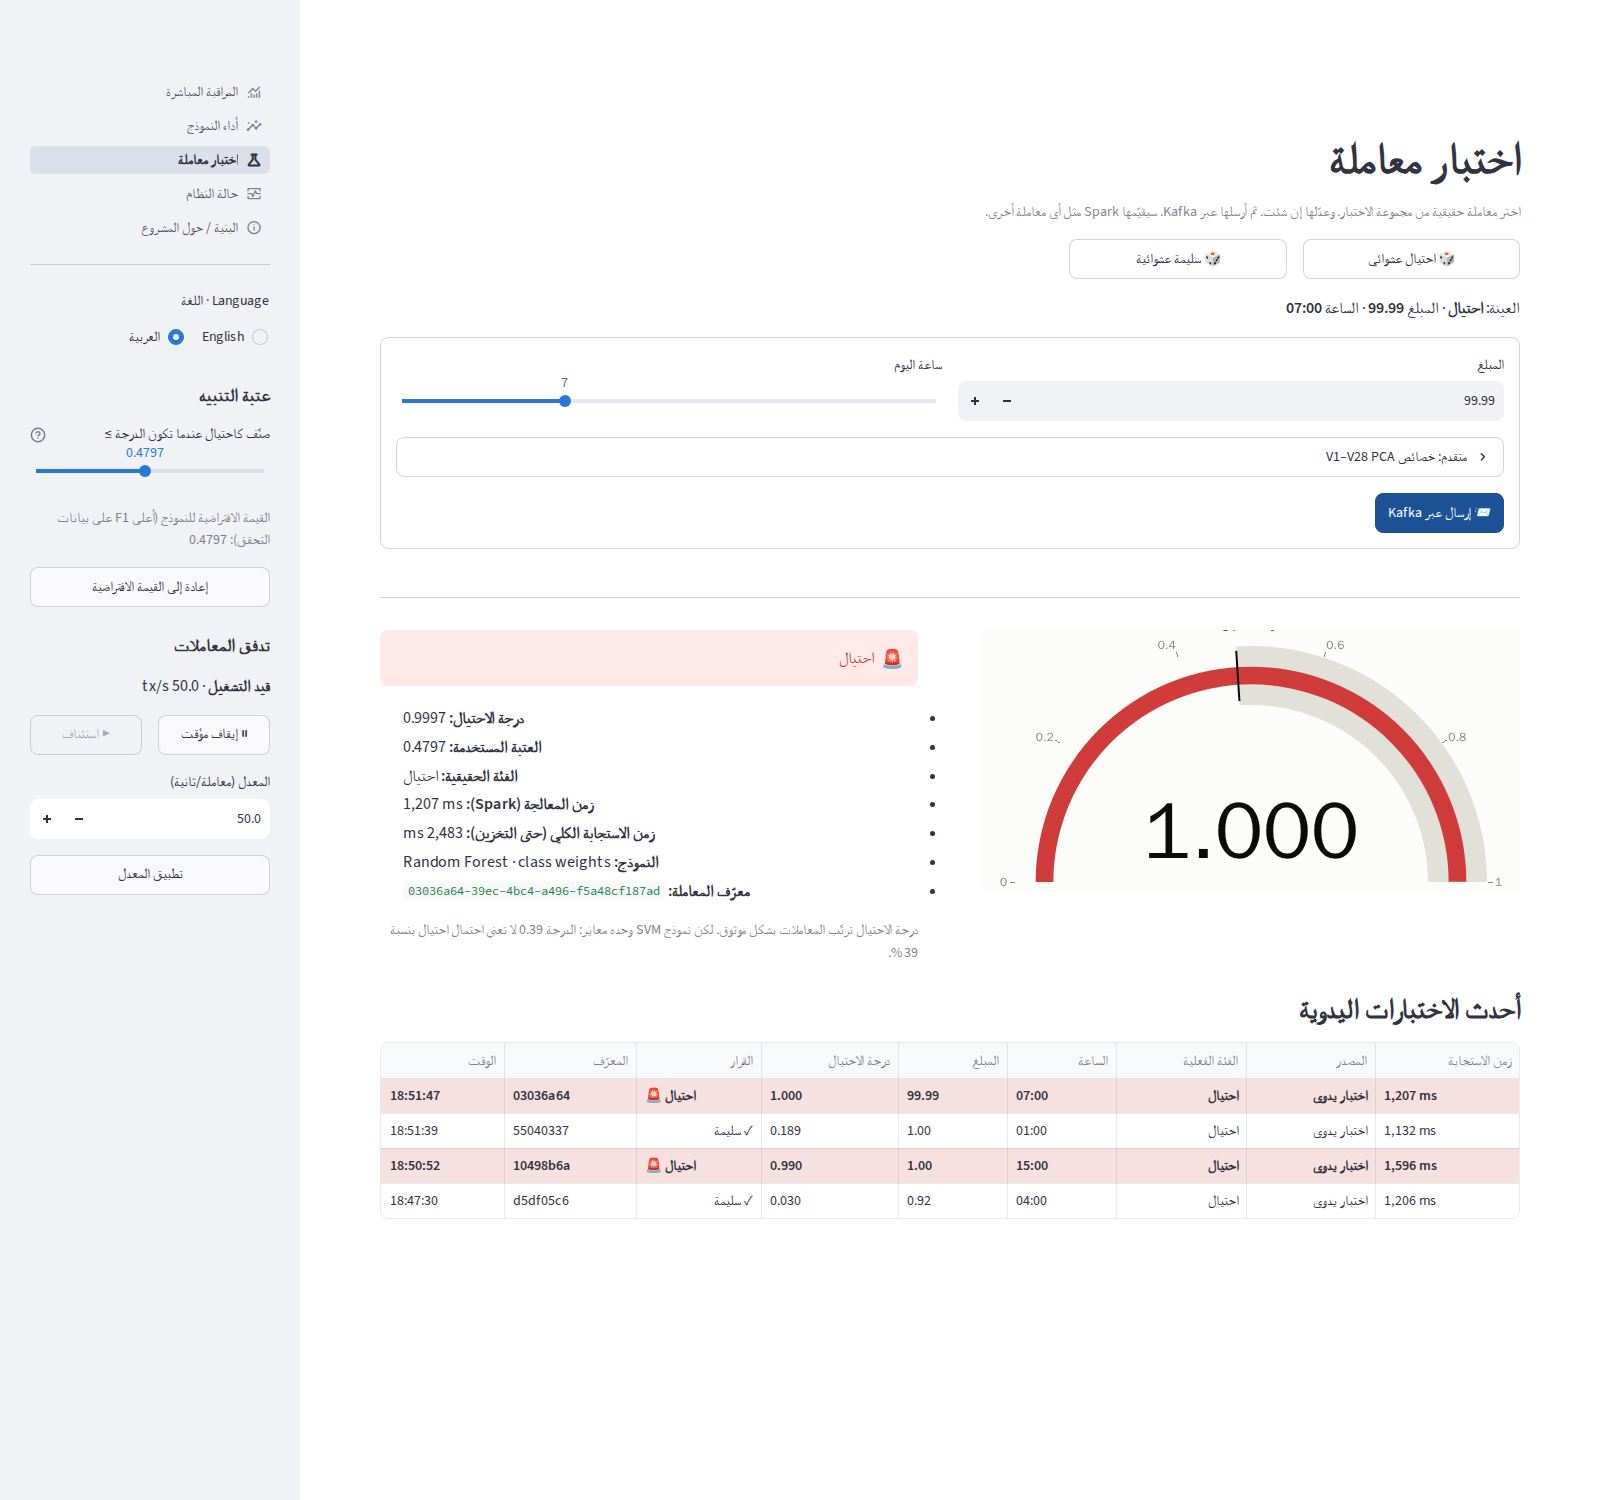 المراقبة المباشرة
أداء النموذج
اختبار معاملة
حالة النظام
البنية / حول المشروع
Language · اللغة
English
العربية
عتبة التنبيه
صنّف كاحتيال عندما تكون الدرجة ≥
0.4797
القيمة الافتراضية للنموذج (أعلى F1 على بيانات
التحقق): 0.4797
إعادة إلى القيمة الافتراضية
تدفق المعاملات
قيد التشغيل · 50.0 tx/s
⏸ إيقاف مؤقت
▶ استئناف
المعدل (معاملة/ثانية)
50.0
تطبيق المعدل
اختبار معاملة
اختر معاملة حقيقية من مجموعة الاختبار، وعدّلها إن شئت، ثم أرسلها عبر Kafka. سيقيّمها Spark مثل أي معاملة أخرى.
🎲 احتيال عشوائي
🎲 سليمة عشوائية
العينة: احتيال · المبلغ 99.99 · الساعة 07:00
المبلغ
99.99
ساعة اليوم
7
متقدم: خصائص V1–V28 PCA
📨 إرسال عبر Kafka
0
0.2
0.4
0.6
0.8
1
1.000
🚨 احتيال
درجة الاحتيال: 0.9997
العتبة المستخدمة: 0.4797
الفئة الحقيقية: احتيال
زمن المعالجة (Spark): 1,207 ms
زمن الاستجابة الكلي (حتى التخزين): 2,483 ms
النموذج: Random Forest · class weights
معرّف المعاملة: 03036a64-39ec-4bc4-a496-f5a48cf187ad
درجة الاحتيال ترتّب المعاملات بشكل موثوق. لكن نموذج SVM وحده معايَر: الدرجة 0.39 لا تعني احتمال احتيال بنسبة
39%.
أحدث الاختبارات اليدوية
زمن الاستجابة المصدر الفئة الفعلية الساعة المبلغ درجة الاحتيال القرار المعرّف الوقت
1,207 ms اختبار يدوي احتيال 07:00 99.99 1.000 🚨 احتيال 03036a64 18:51:47
1,132 ms اختبار يدوي احتيال 01:00 1.00 0.189 ✓ سليمة 55040337 18:51:39
1,596 ms اختبار يدوي احتيال 15:00 1.00 0.990 🚨 احتيال 10498b6a 18:50:52
1,206 ms اختبار يدوي احتيال 04:00 0.92 0.030 ✓ سليمة d5df05c6 18:47:30